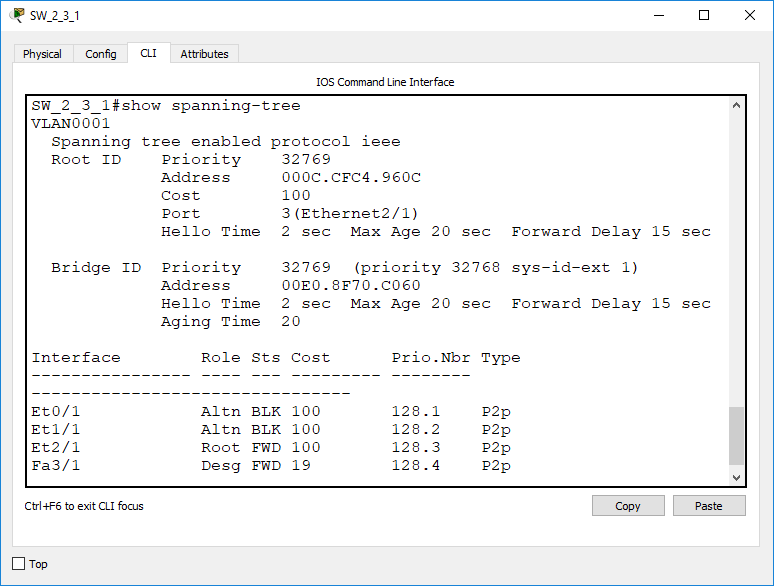 SW_2_3_1
Physical Config CLI Attributes
IOS Command Line Interface
SW_2_3_1#show spanning-tree
VLAN0001
  Spanning tree enabled protocol ieee
  Root ID    Priority    32769
             Address     000C.CFC4.960C
             Cost        100
             Port        3(Ethernet2/1)
             Hello Time  2 sec  Max Age 20 sec  Forward Delay 15 sec

  Bridge ID  Priority    32769  (priority 32768 sys-id-ext 1)
             Address     00E0.8F70.C060
             Hello Time  2 sec  Max Age 20 sec  Forward Delay 15 sec
             Aging Time  20

Interface        Role Sts Cost      Prio.Nbr Type
---------------- ---- --- --------- --------
--------------------------------
Et0/1            Altn BLK 100       128.1    P2p
Et1/1            Altn BLK 100       128.2    P2p
Et2/1            Root FWD 100       128.3    P2p
Fa3/1            Desg FWD 19        128.4    P2p
Ctrl+F6 to exit CLI focus
Copy Paste
Top